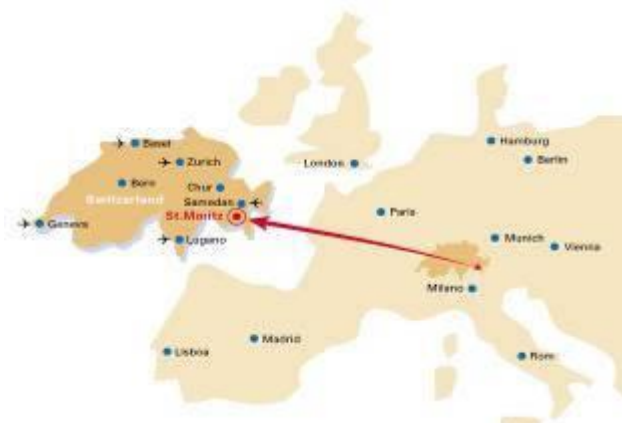 Basel
Zurich
Bern
Chur
Switzerland
Samedan
St. Moritz
Geneva
Lugano
London
Hamburg
Berlin
Paris
Munich
Vienna
Milano
Madrid
Lisboa
Rom